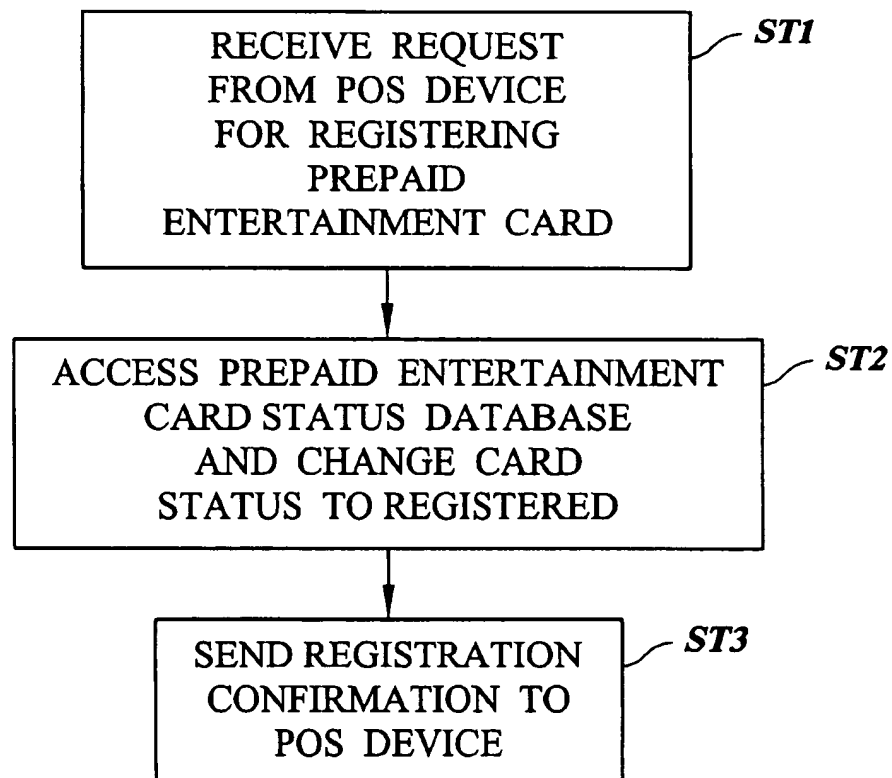 RECEIVE REQUEST
FROM POS DEVICE
FOR REGISTERING
PREPAID
ENTERTAINMENT CARD
ST1
ACCESS PREPAID ENTERTAINMENT
CARD STATUS DATABASE
AND CHANGE CARD
STATUS TO REGISTERED
ST2
SEND REGISTRATION
CONFIRMATION TO
POS DEVICE
ST3